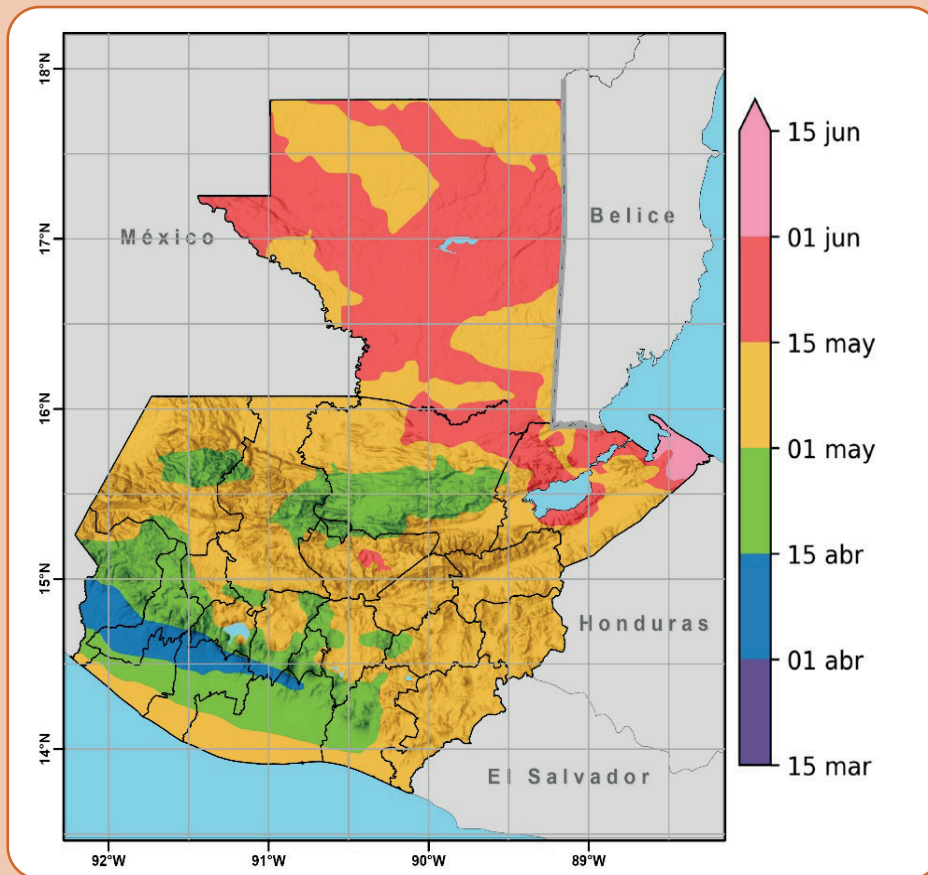 18°N
17°N
16°N
15°N
14°N
92°W
91°W
90°W
89°W
México
Belice
Honduras
El Salvador
15 jun
01 jun
15 may
01 may
15 abr
01 abr
15 mar